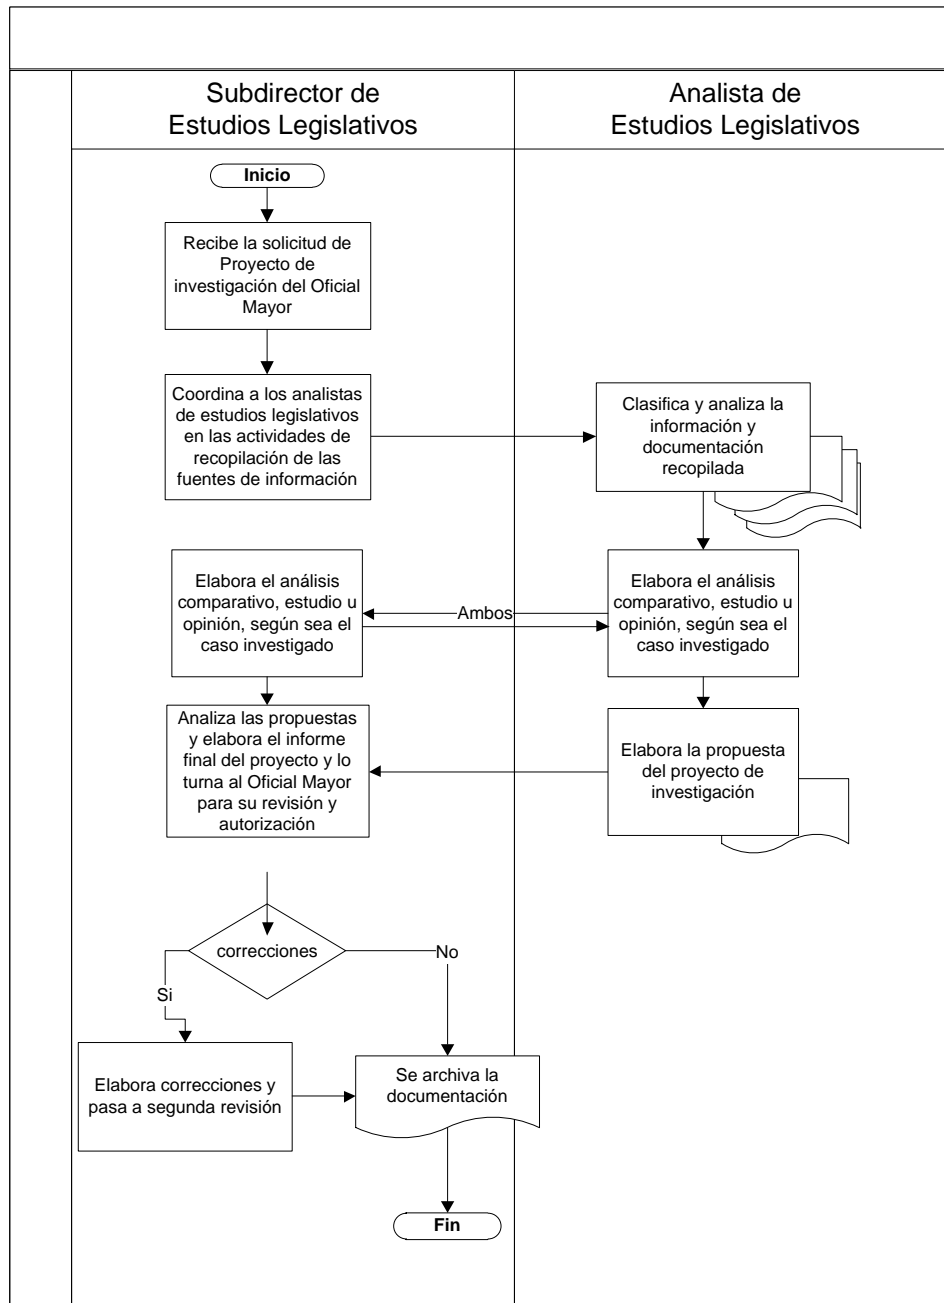 Subdirector de
Estudios Legislativos
Analista de
Estudios Legislativos
Inicio
Recibe la solicitud de
Proyecto de
investigación del Oficial
Mayor
Coordina a los analistas
de estudios legislativos
en las actividades de
recopilación de las
fuentes de información
Clasifica y analiza la
información y
documentación
recopilada
Elabora el análisis
comparativo, estudio u
opinión, según sea el
caso investigado
Ambos
Elabora el análisis
comparativo, estudio u
opinión, según sea el
caso investigado
Analiza las propuestas
y elabora el informe
final del proyecto y lo
turna al Oficial Mayor
para su revisión y
autorización
Elabora la propuesta
del proyecto de
investigación
correcciones
No
Si
Elabora correcciones y
pasa a segunda revisión
Se archiva la
documentación
Fin